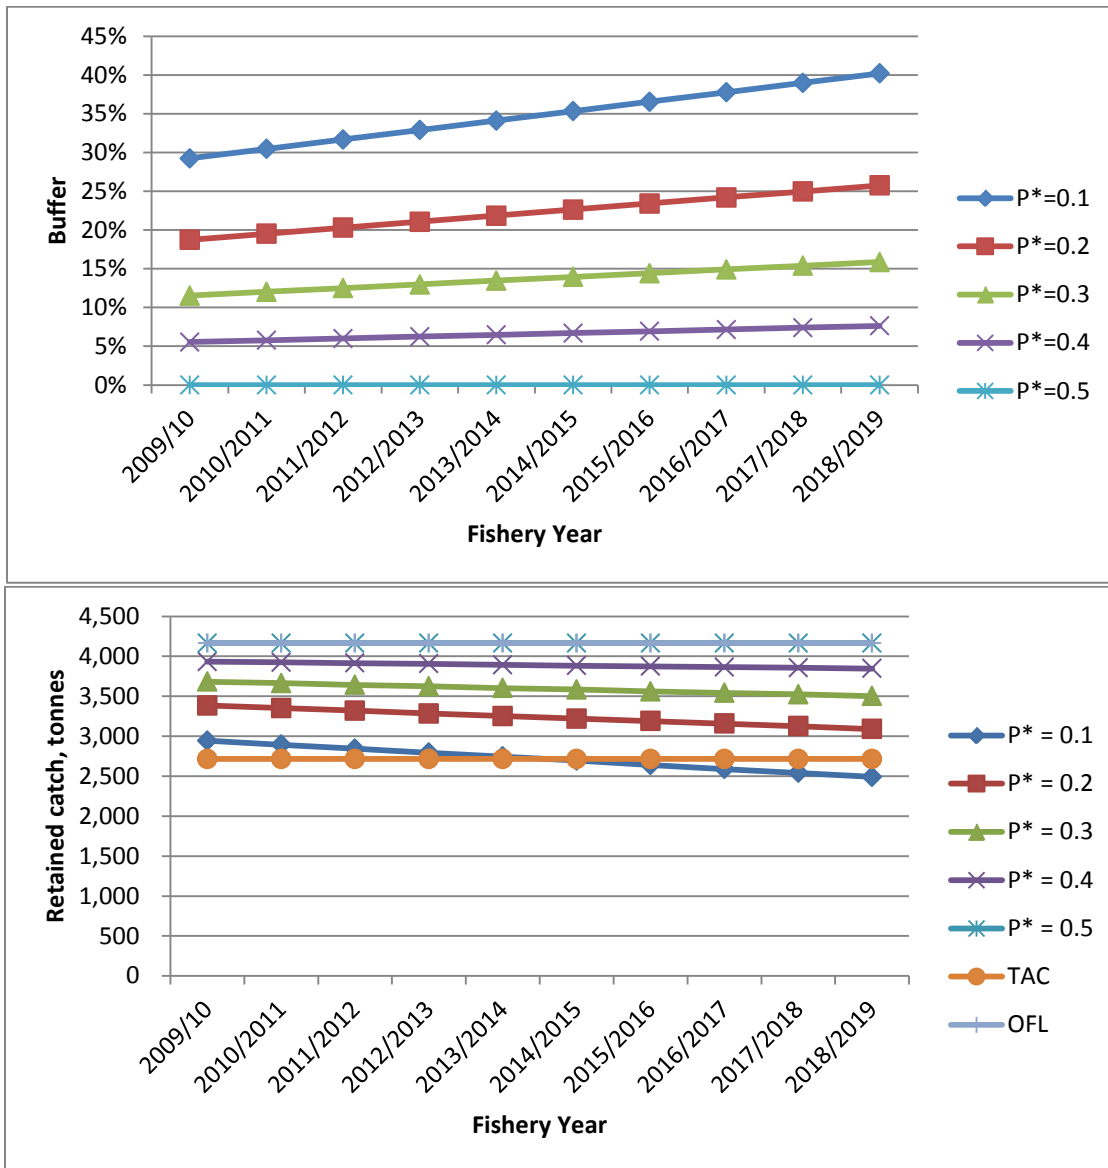 45%
40%
35%
30%
25%
20%
15%
10%
5%
0%
Buffer
2009/10
2010/2011
2011/2012
2012/2013
2013/2014
2014/2015
2015/2016
2016/2017
2017/2018
2018/2019
Fishery Year
P*=0.1
P*=0.2
P*=0.3
P*=0.4
P*=0.5
4,500
4,000
3,500
3,000
2,500
2,000
1,500
1,000
500
0
Retained catch, tonnes
2009/10
2010/2011
2011/2012
2012/2013
2013/2014
2014/2015
2015/2016
2016/2017
2017/2018
2018/2019
Fishery Year
P* = 0.1
P* = 0.2
P* = 0.3
P* = 0.4
P* = 0.5
TAC
OFL